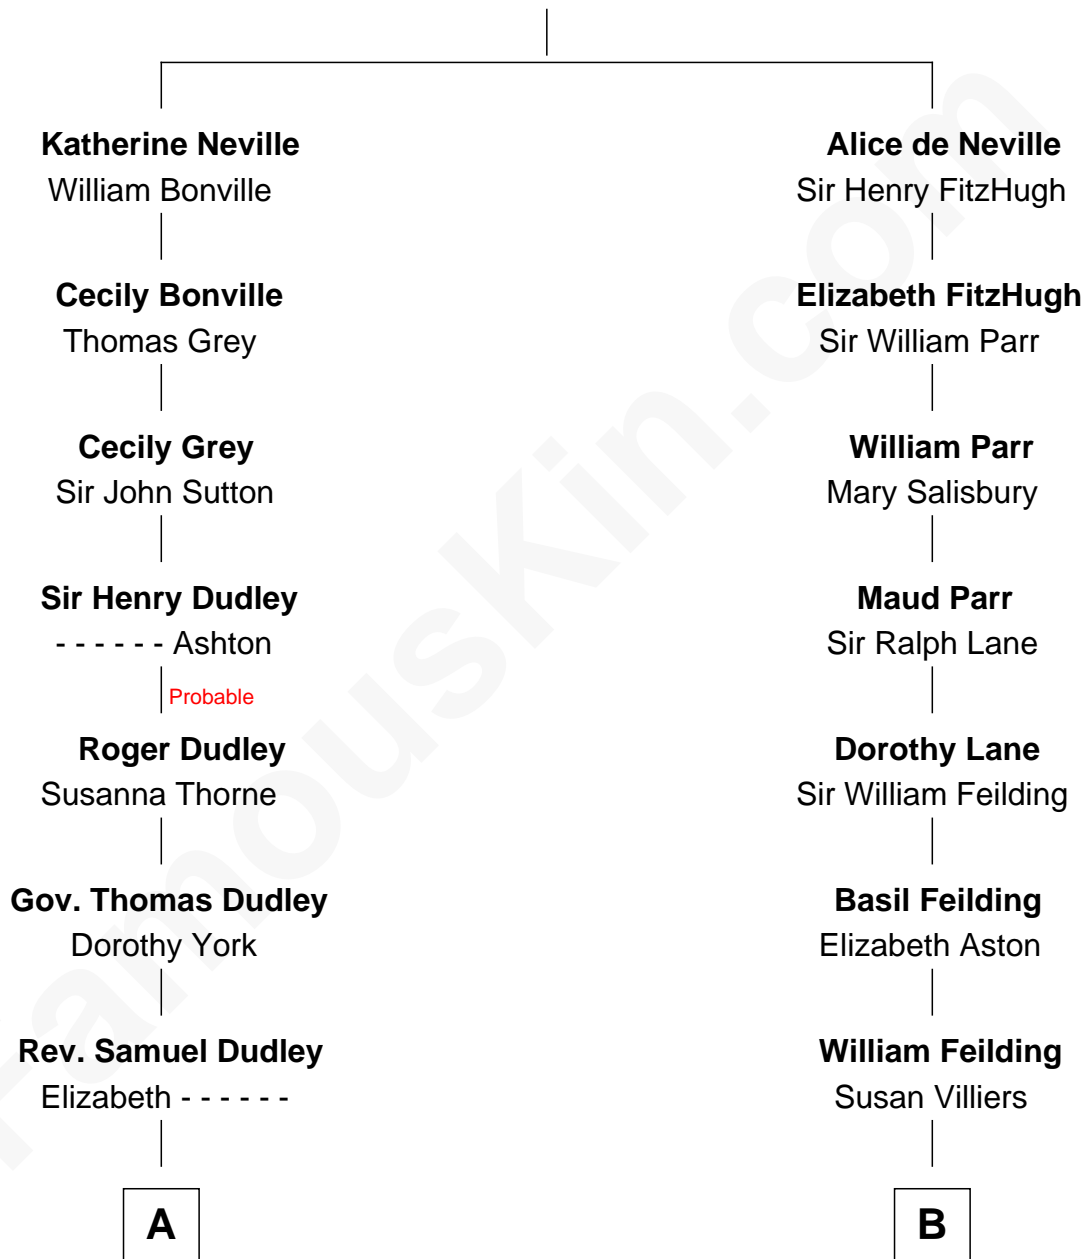 Katherine Neville
William Bonville
Cecily Bonville
Thomas Grey
Cecily Grey
Sir John Sutton
Sir Henry Dudley
- - - - - - Ashton
Probable
Roger Dudley
Susanna Thorne
Gov. Thomas Dudley
Dorothy York
Rev. Samuel Dudley
Elizabeth - - - - - -
A
Alice de Neville
Sir Henry FitzHugh
Elizabeth FitzHugh
Sir William Parr
William Parr
Mary Salisbury
Maud Parr
Sir Ralph Lane
Dorothy Lane
Sir William Feilding
Basil Feilding
Elizabeth Aston
William Feilding
Susan Villiers
B
FamousKin.com